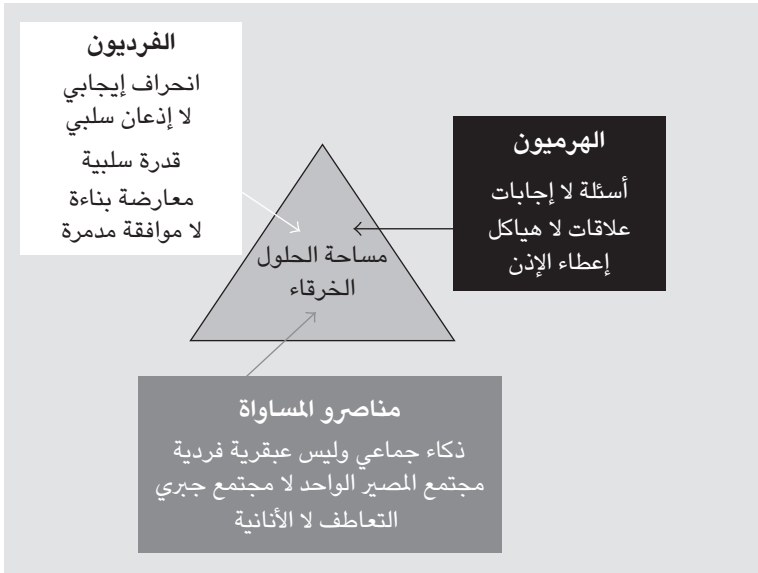 الفرديون
انحراف إيجابي
لا إذعان سلبي
قدرة سلبية
معارضة بناءة
لا موافقة مدمرة
الهرميون
أسئلة لا إجابات
علاقات لا هياكل
إعطاء الإذن
مساحة الحلول
الخرقاء
مناصرو المساواة
ذكاء جماعي وليس عبقرية فردية
مجتمع المصير الواحد لا مجتمع جبري
التعاطف لا الأنانية